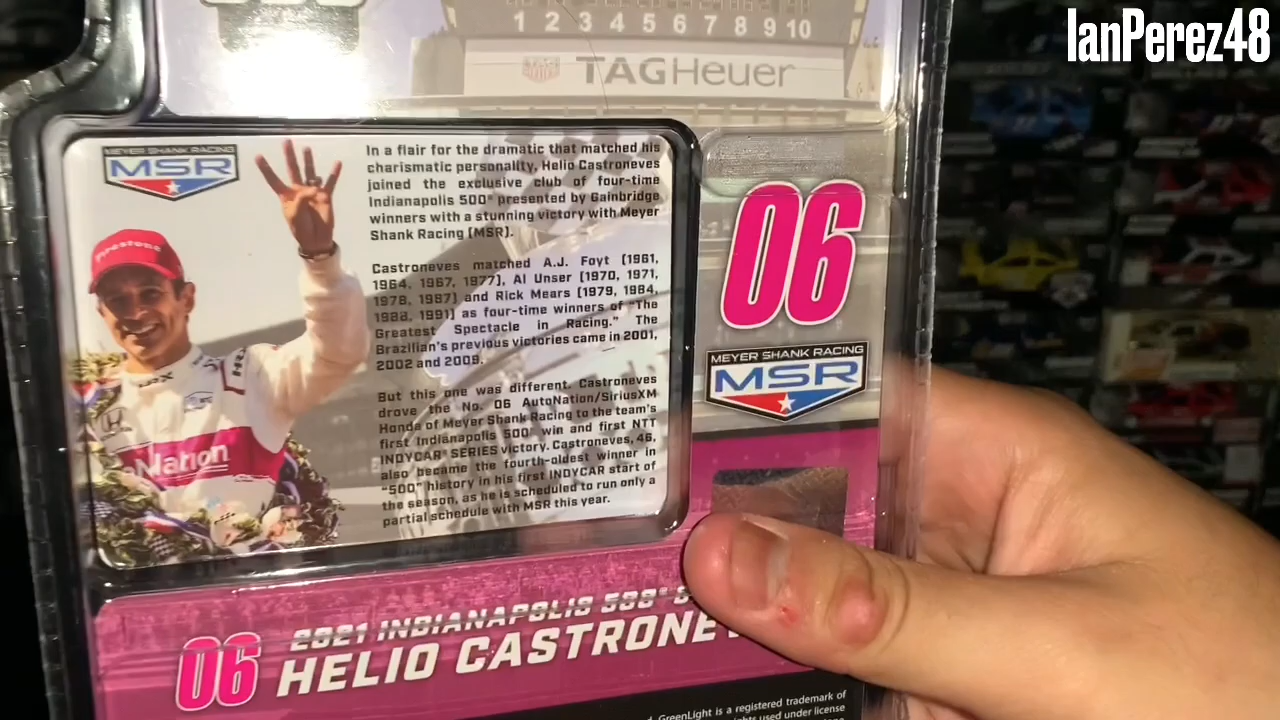 IanPerez48
1 2 3 4 5 6 7 8 9 10
TAG Heuer
MEYER SHANK RACING
MSR
In a flair for the dramatic that matched his
charismatic personality, Helio Castroneves
joined the exclusive club of four-time
Indianapolis 500® presented by Gainbridge
winners with a stunning victory with Meyer
Shank Racing (MSR).
Castroneves matched A.J. Foyt (1961,
1964, 1967, 1977), Al Unser (1970, 1971,
1978, 1987) and Rick Mears (1979, 1984,
1988, 1991) as four-time winners of "The
Greatest Spectacle in Racing." The
Brazilian's previous victories came in 2001,
2002 and 2009.
But this one was different. Castroneves
drove the No. 06 AutoNation/SiriusXM
Honda of Meyer Shank Racing to the team's
first Indianapolis 500® win and first NTT
INDYCAR® SERIES victory. Castroneves, 46,
also became the fourth-oldest winner in
"500" history in his first INDYCAR start of
the season, as he is scheduled to run only a
partial schedule with MSR this year.
Firestone
HONDA
Nation
06
MEYER SHANK RACING
MSR
06
2021 INDIANAPOLIS 500®
HELIO CASTRONE
GreenLight is a registered trademark of
used under license